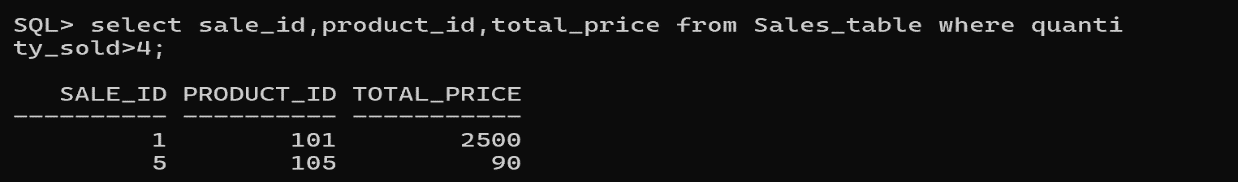 SQL> select sale_id,product_id,total_price from Sales_table where quanti
ty_sold>4;
   SALE_ID PRODUCT_ID TOTAL_PRICE
---------- ---------- -----------
         1        101        2500
         5        105          90